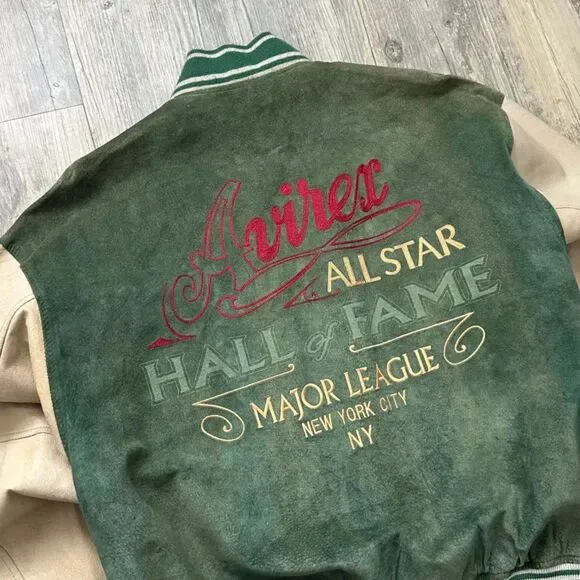 Avirex
ALL STAR
HALL of FAME
MAJOR LEAGUE
NEW YORK CITY
NY